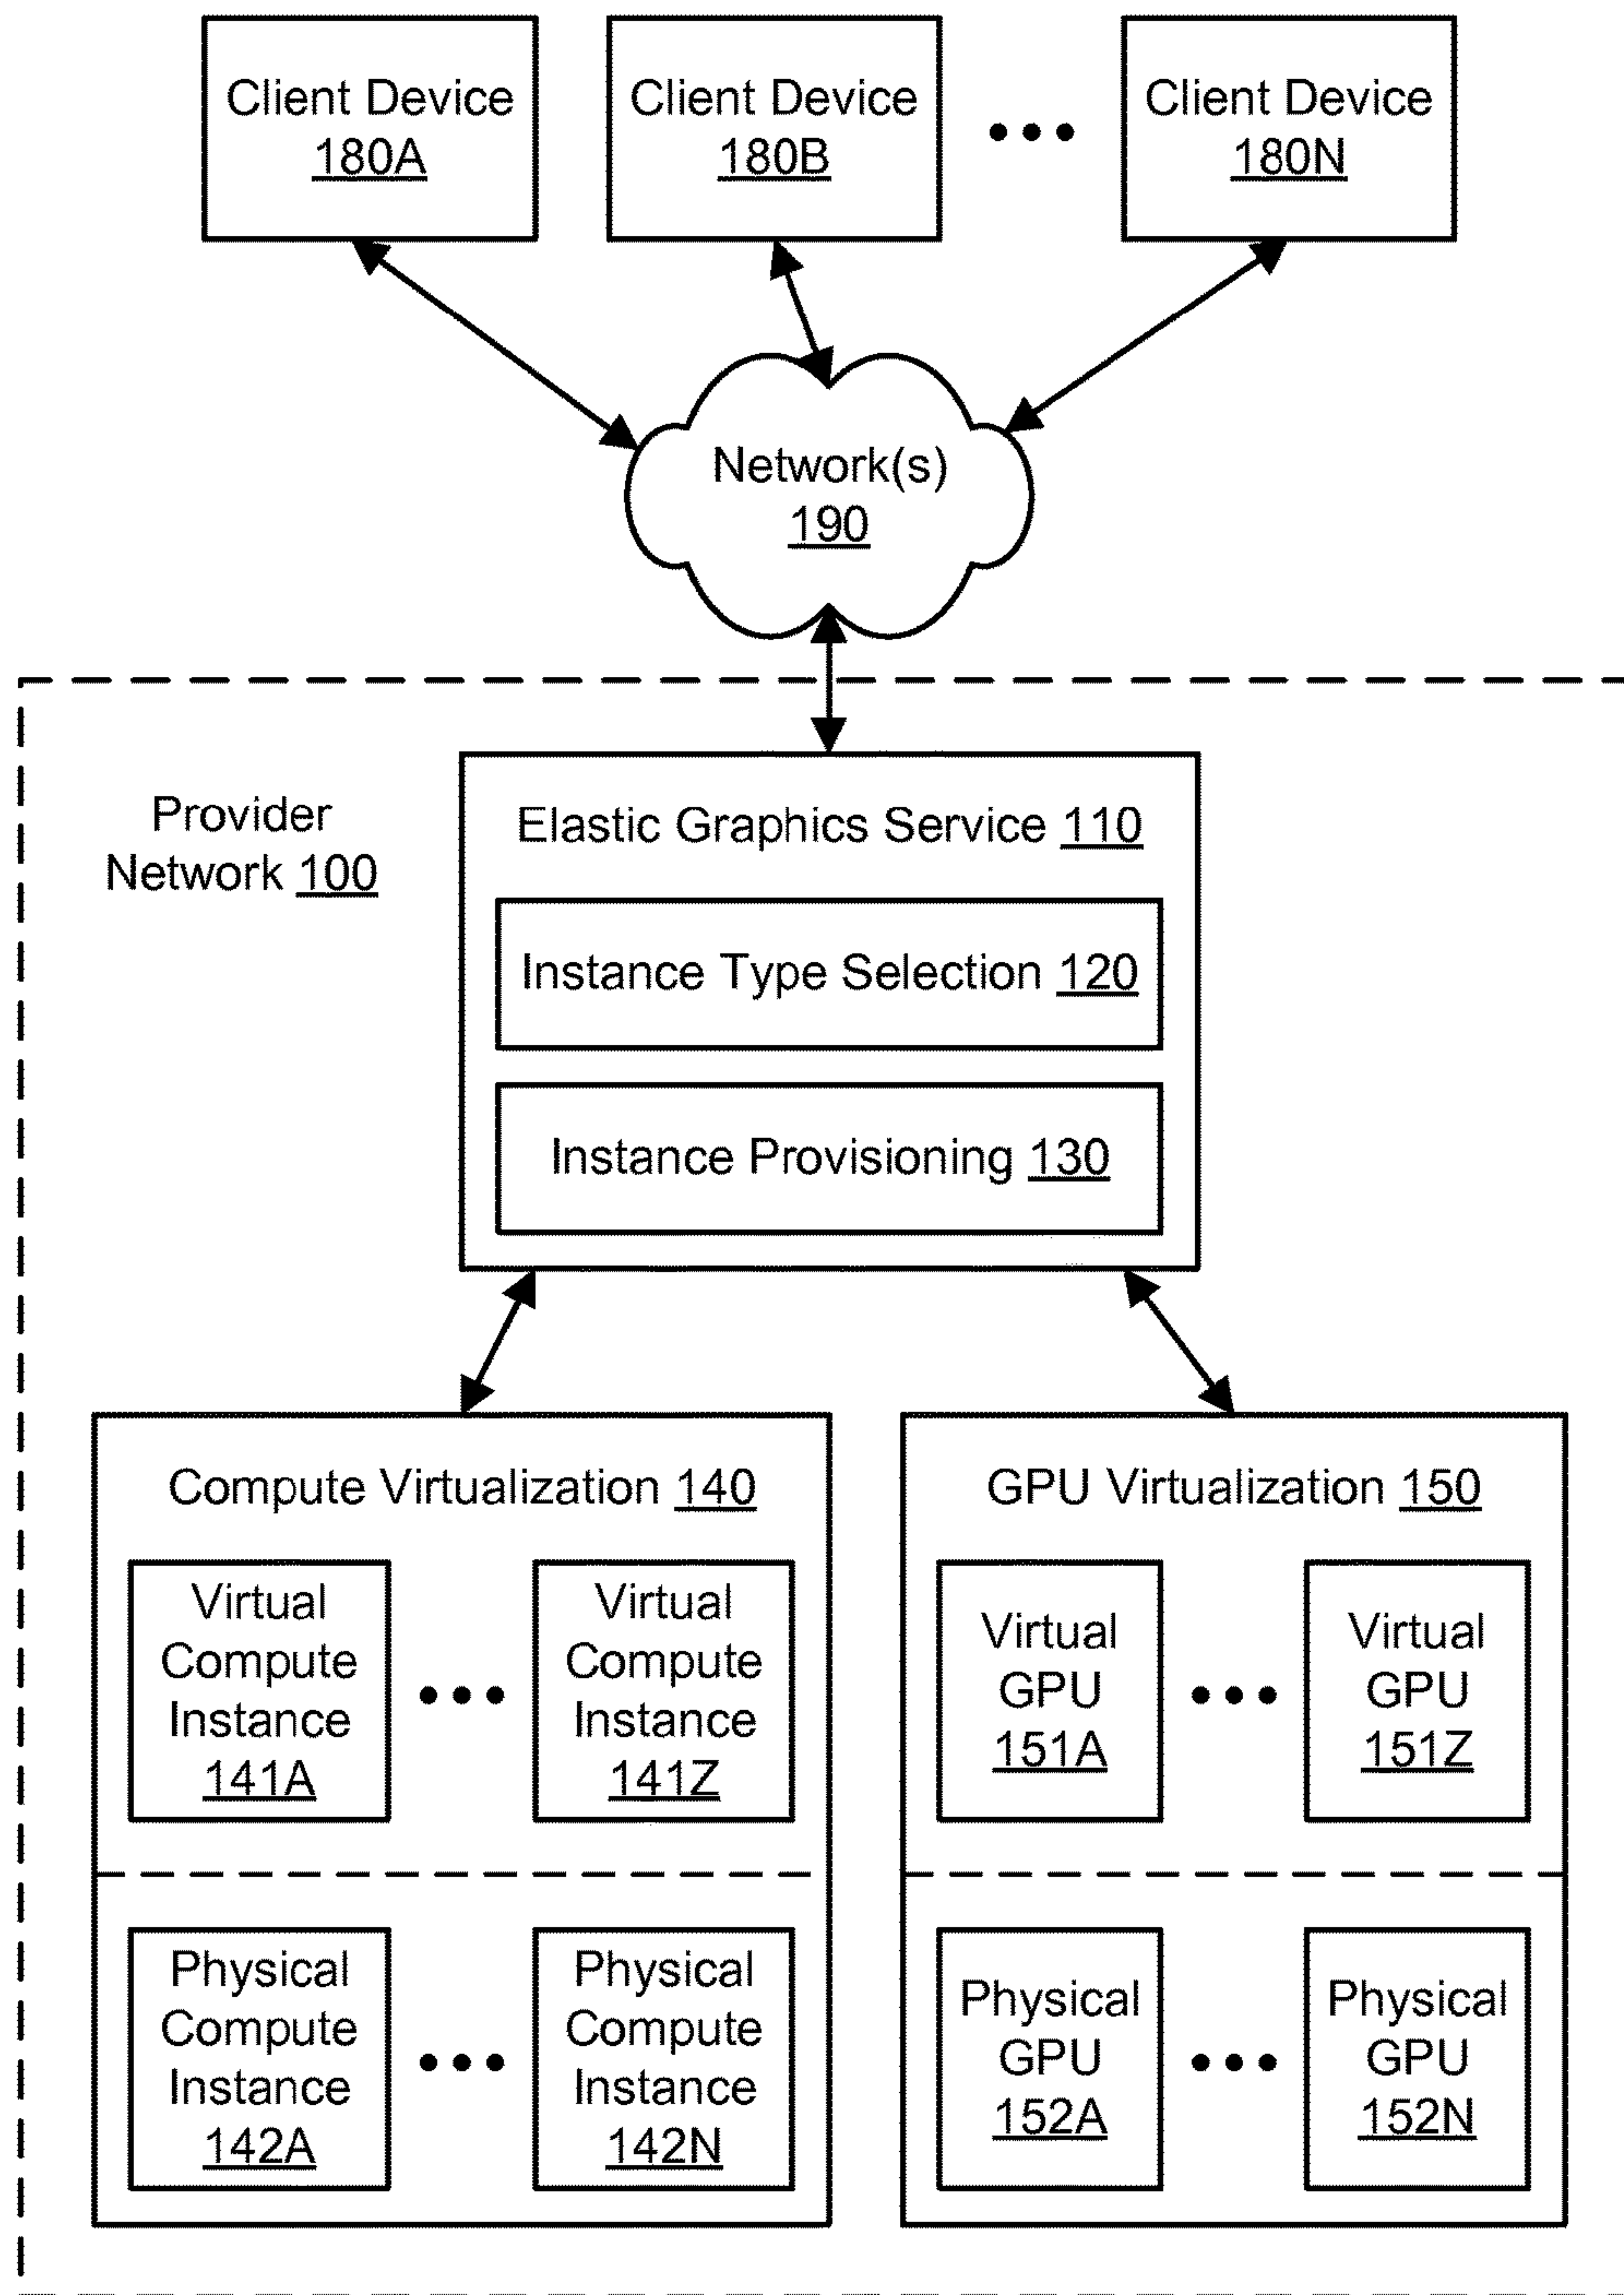 Client Device
180A
Client Device
180B
Client Device
180N
Network(s)
190
Provider
Network 100
Elastic Graphics Service 110
Instance Type Selection 120
Instance Provisioning 130
Compute Virtualization 140
Virtual
Compute
Instance
141A
Virtual
Compute
Instance
141Z
Physical
Compute
Instance
142A
Physical
Compute
Instance
142N
GPU Virtualization 150
Virtual
GPU
151A
Virtual
GPU
151Z
Physical
GPU
152A
Physical
GPU
152N